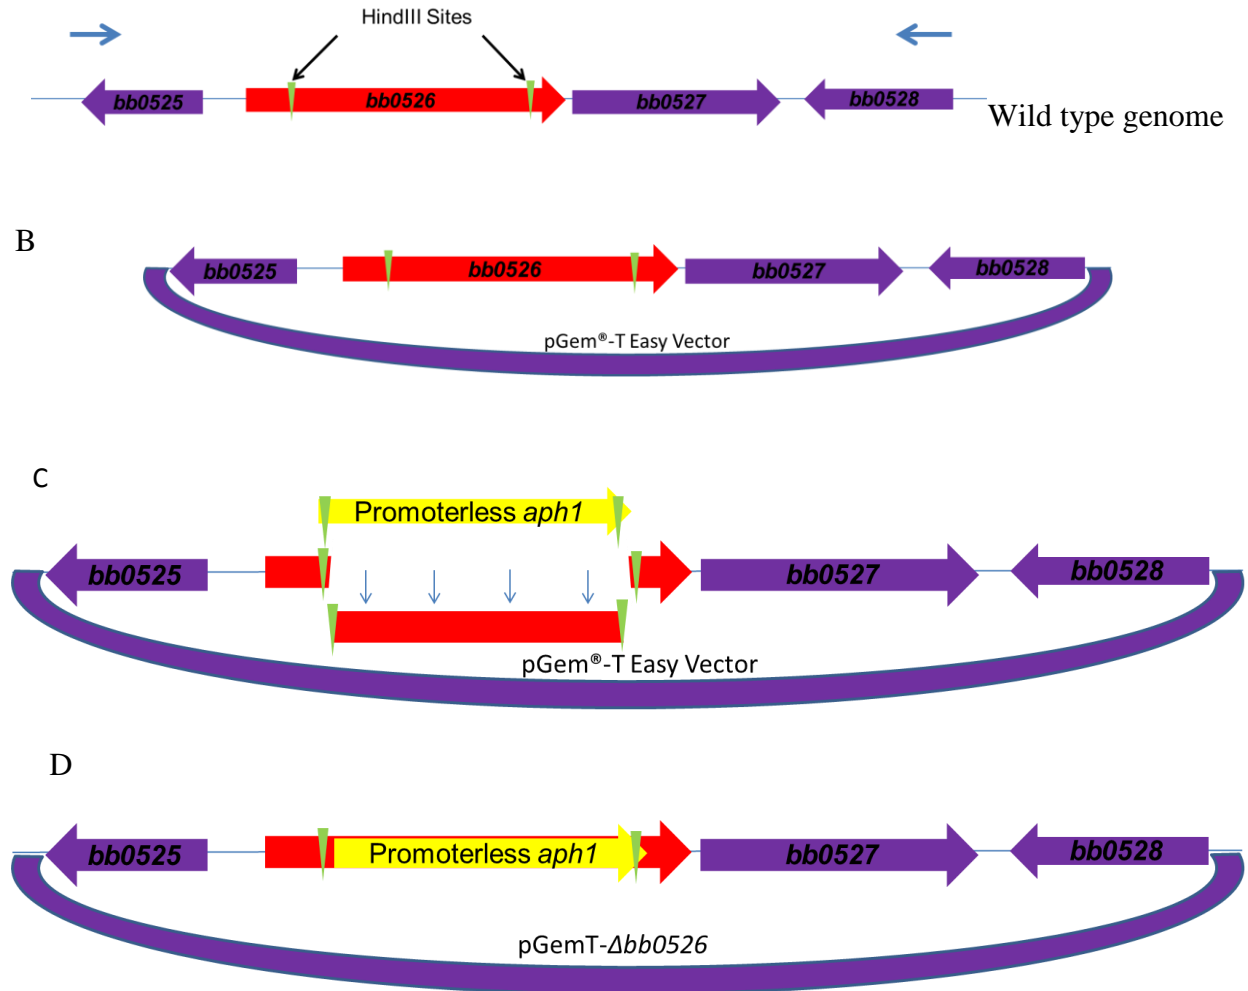 HindIII Sites
bb0525 bb0526 bb0527 bb0528
Wild type genome
B
bb0525 bb0526 bb0527 bb0528
pGem®-T Easy Vector
C
Promoterless aph1
bb0525 bb0527 bb0528
pGem®-T Easy Vector
D
bb0525 Promoterless aph1 bb0527 bb0528
pGemT-Δbb0526